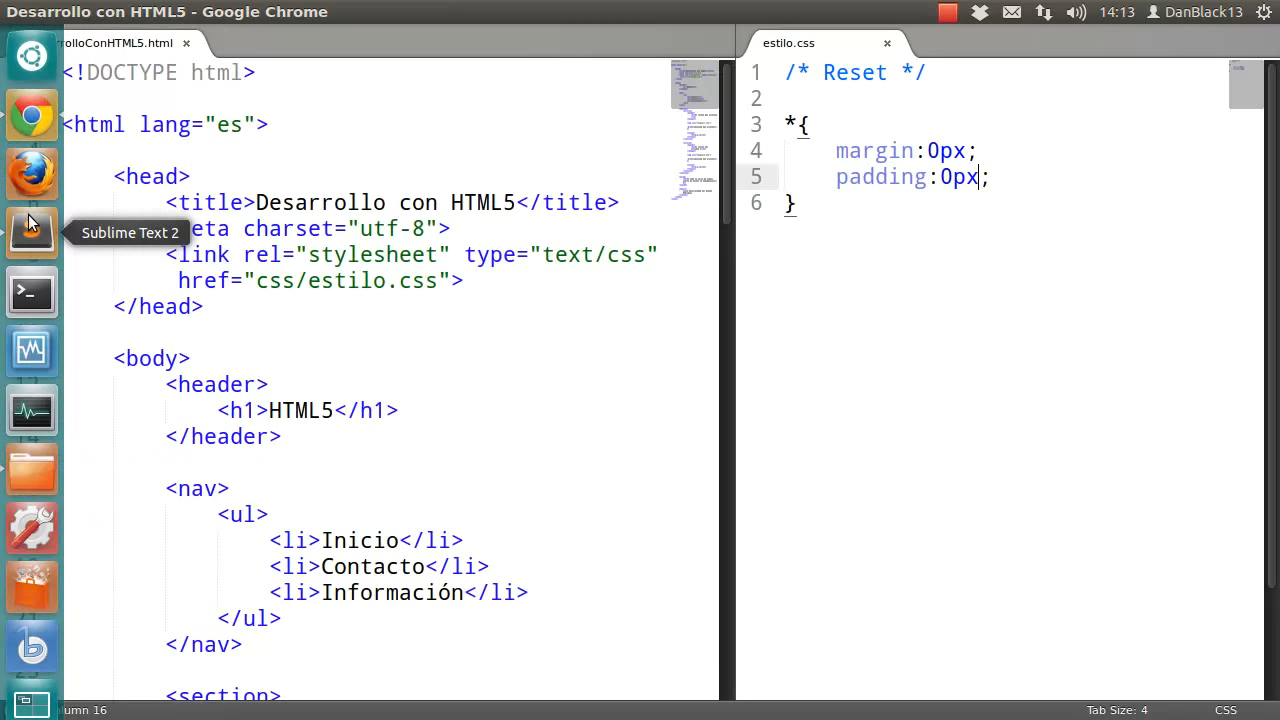 Desarrollo con HTML5 - Google Chrome
14:13
DanBlack13
rolloConHTML5.html
estilo.css
<!DOCTYPE html>
<html lang="es">
<head>
<title>Desarrollo con HTML5</title>
eta charset="utf-8">
<link rel="stylesheet" type="text/css"
href="css/estilo.css">
</head>
<body>
<header>
<h1>HTML5</h1>
</header>
<nav>
<ul>
<li>Inicio</li>
<li>Contacto</li>
<li>Información</li>
</ul>
</nav>
<section>
Sublime Text 2
1 /* Reset */
2
3 *{
4 margin:0px;
5 padding:0px;
6 }
umn 16
Tab Size: 4
CSS